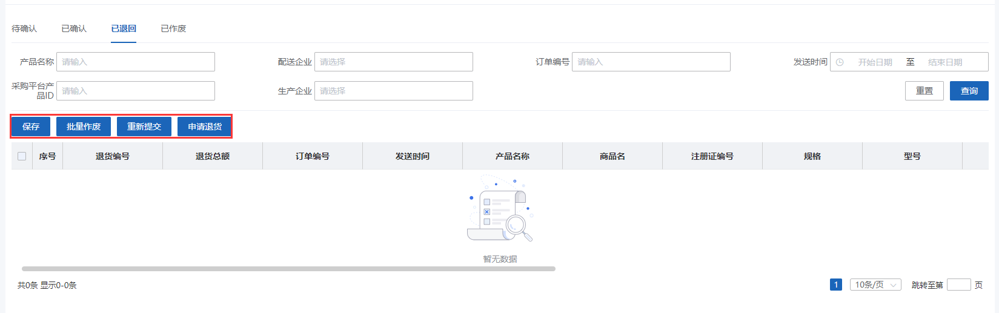 待确认 已确认 已退回 已作废
产品名称 请输入 配送企业 请选择 订单编号 请输入 发送时间 开始日期 至 结束日期
采购平台产品ID 请输入 生产企业 请选择 重置 查询
保存 批量作废 重新提交 申请退货
序号 退货编号 退货总额 订单编号 发送时间 产品名称 商品名 注册证编号 规格 型号
暂无数据
共0条 显示0-0条 1 10条/页 跳转至第 页